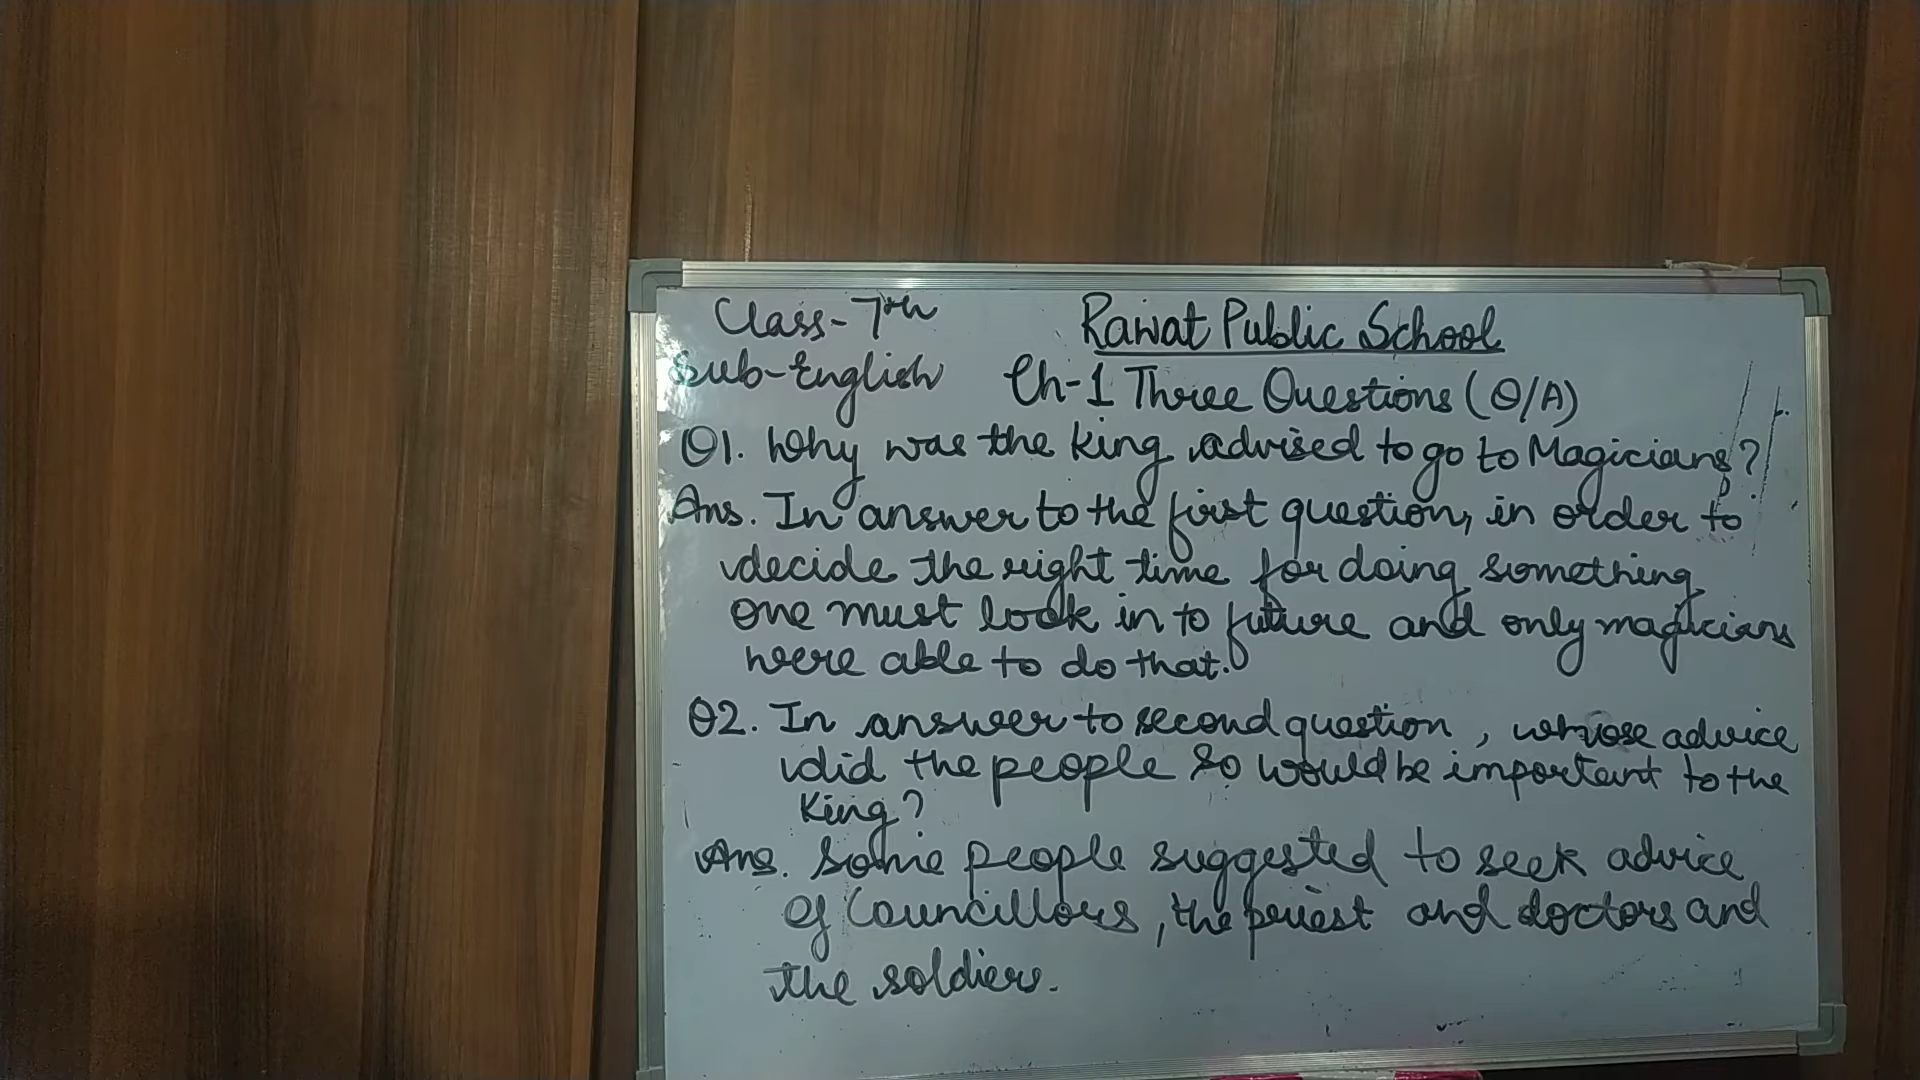 Class-7th
Rawat Public School
Sub-English
Ch-1 Three Questions (Q/A)
Q1. Why was the king advised to go to Magicians?
Ans. In answer to the first question, in order to
decide the right time for doing something
one must look in to future and only magicians
were able to do that.
Q2. In answer to second question, whose advice
did the people so would be important to the
King?
Ans. Some people suggested to seek advice
of Councillors, the priest and doctors and
the soldiers.